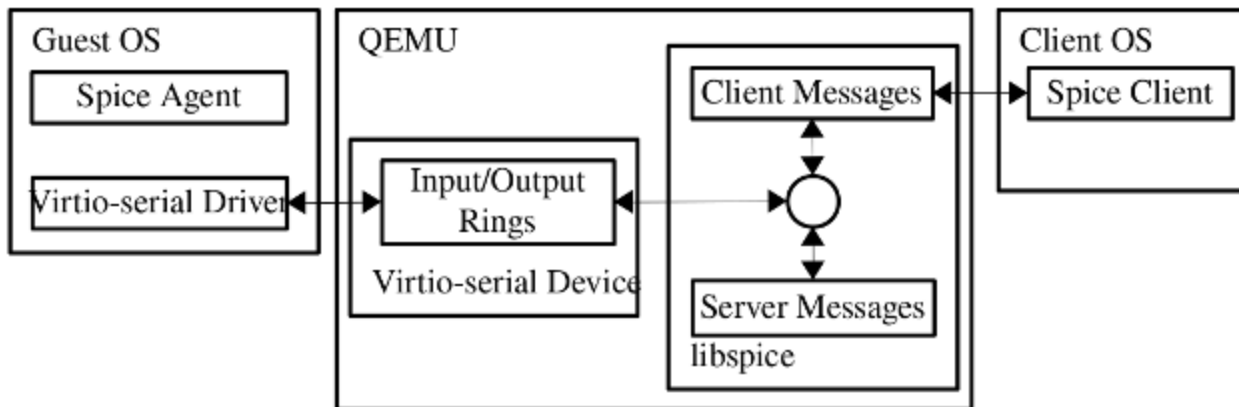 Guest OS
Spice Agent
Virtio-serial Driver
QEMU
Input/Output
Rings
Virtio-serial Device
Client Messages
Server Messages
libspice
Client OS
Spice Client